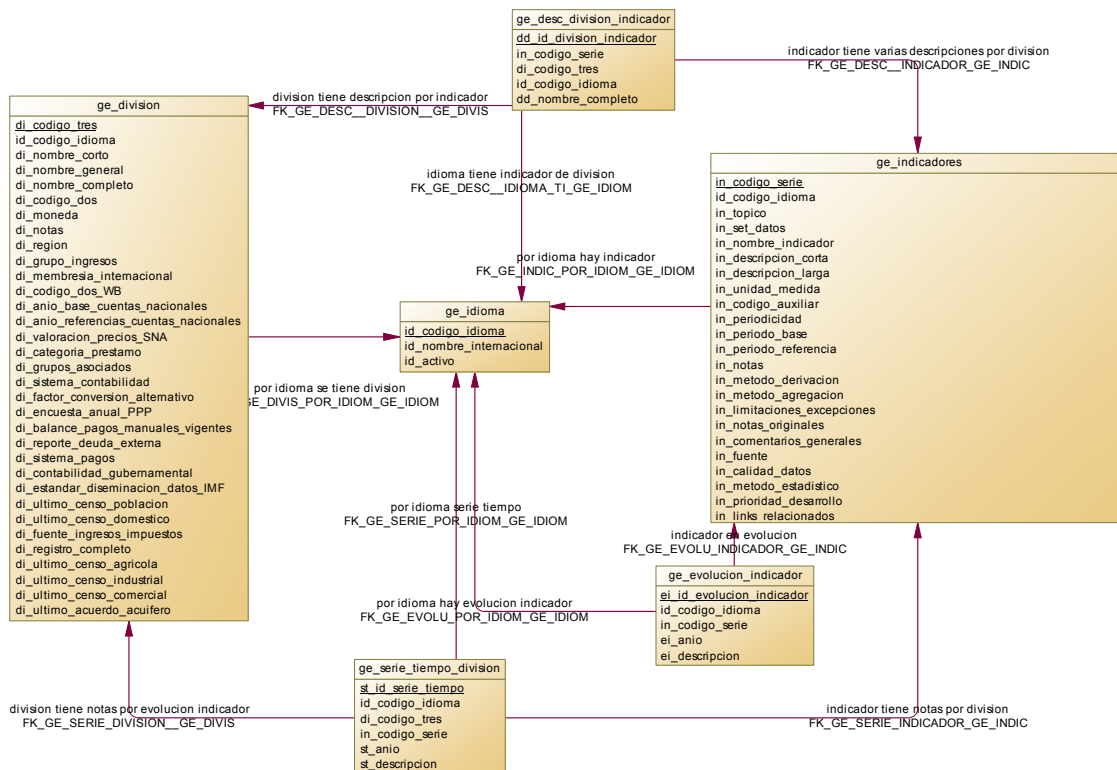 ge_desc_division_indicador
dd_id_division_indicador
in_codigo_serie
di_codigo_tres
id_codigo_idioma
dd_nombre_completo
indicador tiene varias descripciones por division
FK_GE_DESC__INDICADOR_GE_INDIC
division tiene descripcion por indicador
FK_GE_DESC__DIVISION__GE_DIVIS
ge_division
di_codigo_tres
id_codigo_idioma
di_nombre_corto
di_nombre_general
di_nombre_completo
di_codigo_dos
di_moneda
di_notas
di_region
di_grupo_ingresos
di_membresia_internacional
di_codigo_dos_WB
di_anio_base_cuentas_nacionales
di_anio_referencias_cuentas_nacionales
di_valoracion_precios_SNA
di_categoria_prestamo
di_grupos_asociados
di_sistema_contabilidad
di_factor_conversion_alternativo
di_encuesta_anual_PPP
di_balance_pagos_manuales_vigentes
di_reporte_deuda_externa
di_sistema_pagos
di_contabilidad_gubernamental
di_estandar_diseminacion_datos_IMF
di_ultimo_censo_poblacion
di_ultimo_censo_domestico
di_fuente_ingresos_impuestos
di_registro_completo
di_ultimo_censo_agricola
di_ultimo_censo_industrial
di_ultimo_censo_comercial
di_ultimo_acuerdo_acuifero
idioma tiene indicador de division
FK_GE_DESC__IDIOMA_TI_GE_IDIOM
ge_indicadores
in_codigo_serie
id_codigo_idioma
in_topico
in_set_datos
in_nombre_indicador
in_descripcion_corta
in_descripcion_larga
in_unidad_medida
in_codigo_auxiliar
in_periodicidad
in_periodo_base
in_periodo_referencia
in_notas
in_metodo_derivacion
in_metodo_agregacion
in_limitaciones_excepciones
in_notas_originales
in_comentarios_generales
in_fuente
in_calidad_datos
in_metodo_estadistico
in_prioridad_desarrollo
in_links_relacionados
por idioma hay indicador
FK_GE_INDIC_POR_IDIOM_GE_IDIOM
ge_idioma
id_codigo_idioma
id_nombre_internacional
id_activo
por idioma se tiene division
GE_DIVIS_POR_IDIOM_GE_IDIOM
por idioma serie tiempo
FK_GE_SERIE_POR_IDIOM_GE_IDIOM
indicador en evolucion
FK_GE_EVOLU_INDICADOR_GE_INDIC
ge_evolucion_indicador
ei_id_evolucion_indicador
id_codigo_idioma
in_codigo_serie
ei_anio
ei_descripcion
por idioma hay evolucion indicador
FK_GE_EVOLU_POR_IDIOM_GE_IDIOM
ge_serie_tiempo_division
st_id_serie_tiempo
id_codigo_idioma
di_codigo_tres
in_codigo_serie
st_anio
st_descripcion
division tiene notas por evolucion indicador
FK_GE_SERIE_DIVISION__GE_DIVIS
indicador tiene notas por division
FK_GE_SERIE_INDICADOR_GE_INDIC